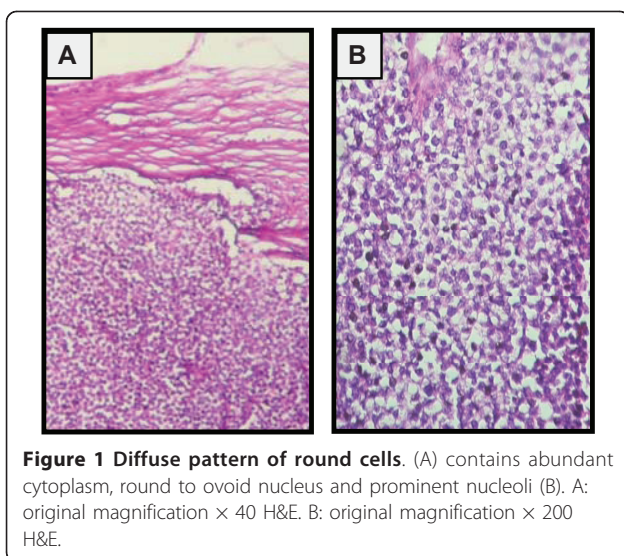 A
B
Figure 1 Diffuse pattern of round cells. (A) contains abundant
cytoplasm, round to ovoid nucleus and prominent nucleoli (B). A:
original magnification × 40 H&E. B: original magnification × 200
H&E.